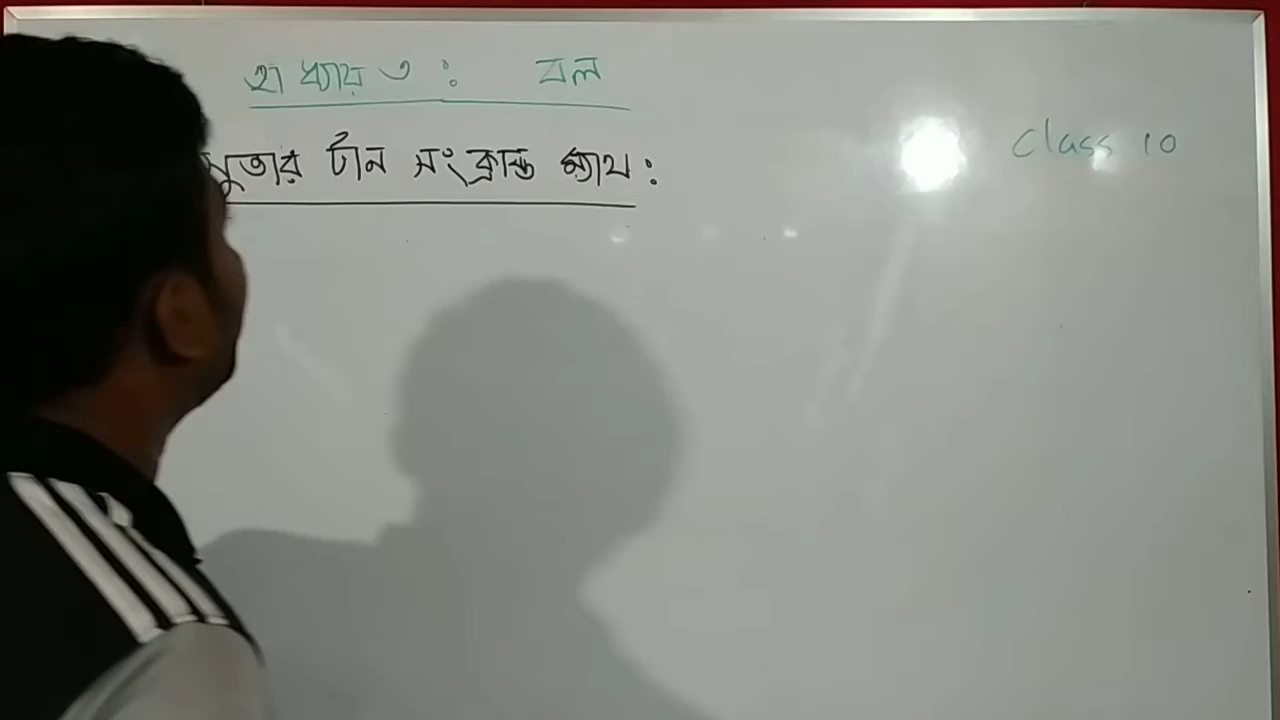 অধ্যায় ৩ : বল
Class 10
সুতার টান সংক্রান্ত ম্যাথ :